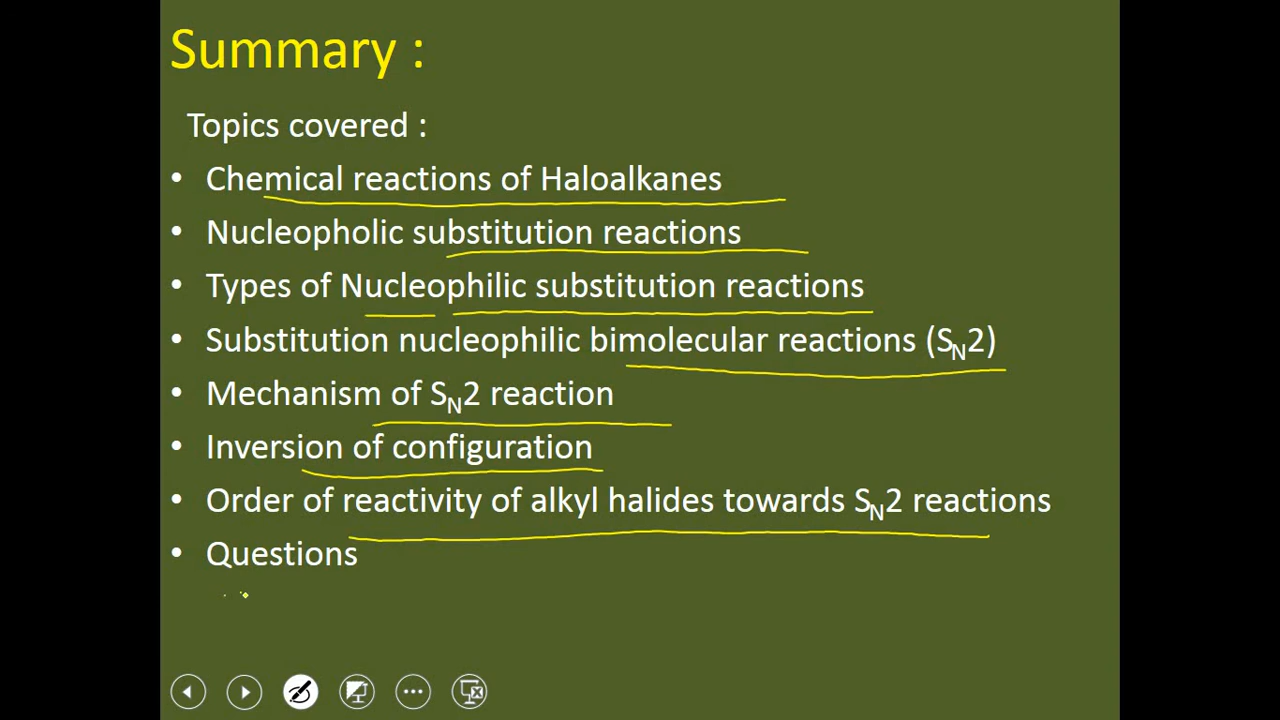 Summary :
Topics covered :
• Chemical reactions of Haloalkanes
• Nucleopholic substitution reactions
• Types of Nucleophilic substitution reactions
• Substitution nucleophilic bimolecular reactions (SN2)
• Mechanism of SN2 reaction
• Inversion of configuration
• Order of reactivity of alkyl halides towards SN2 reactions
• Questions